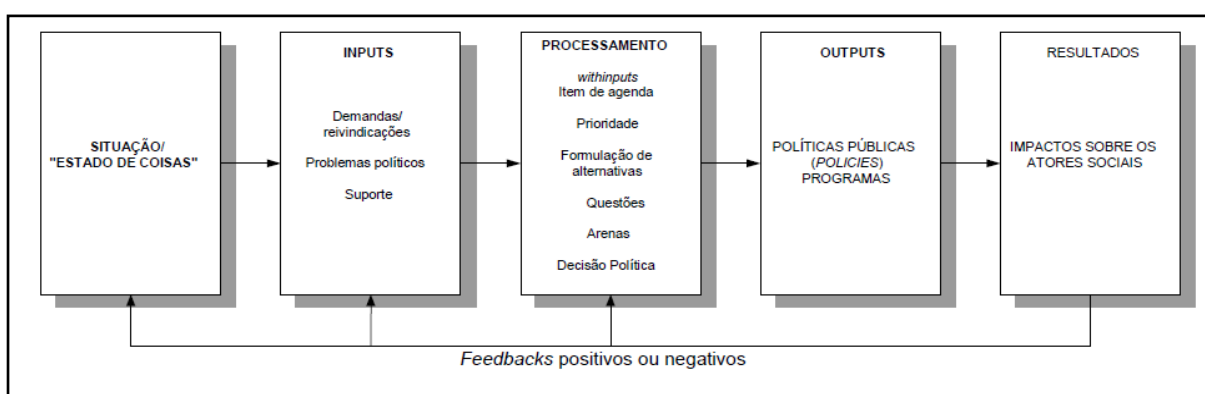 SITUAÇÃO/
"ESTADO DE COISAS"
INPUTS
Demandas/
reivindicações
Problemas políticos
Suporte
PROCESSAMENTO
withinputs
Item de agenda
Prioridade
Formulação de
alternativas
Questões
Arenas
Decisão Política
OUTPUTS
POLÍTICAS PÚBLICAS
(POLICIES)
PROGRAMAS
RESULTADOS
IMPACTOS SOBRE OS
ATORES SOCIAIS
Feedbacks positivos ou negativos